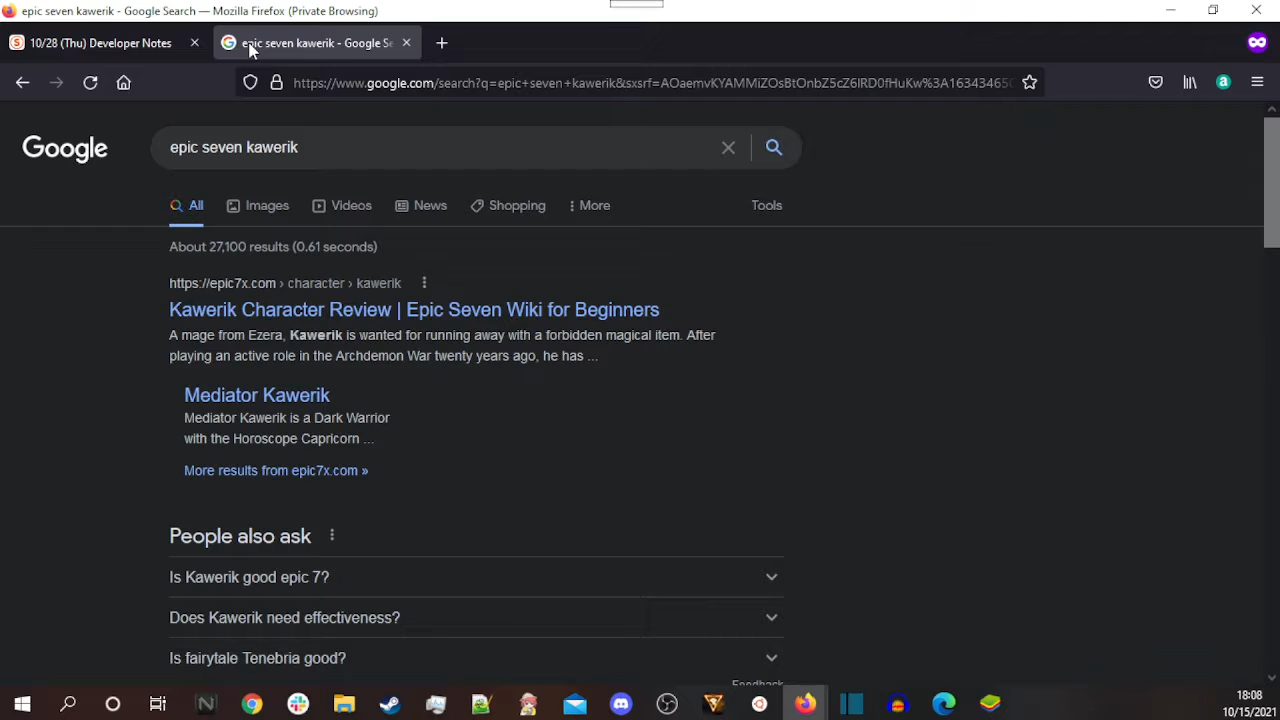 epic seven kawerik - Google Search — Mozilla Firefox (Private Browsing)
10/28 (Thu) Developer Notes
epic seven kawerik - Google Se
https://www.google.com/search?q=epic+seven+kawerik&sxsrf=
Google
epic seven kawerik
All
Images
Videos
News
Shopping
More
Tools
About 27,100 results (0.61 seconds)
https://epic7x.com › character › kawerik
Kawerik Character Review | Epic Seven Wiki for Beginners
A mage from Ezera, Kawerik is wanted for running away with a forbidden magical item. After
playing an active role in the Archdemon War twenty years ago, he has ...
Mediator Kawerik
Mediator Kawerik is a Dark Warrior
with the Horoscope Capricorn ...
More results from epic7x.com »
People also ask
Is Kawerik good epic 7?
Does Kawerik need effectiveness?
Is fairytale Tenebria good?
Feedback
18:08
10/15/2021